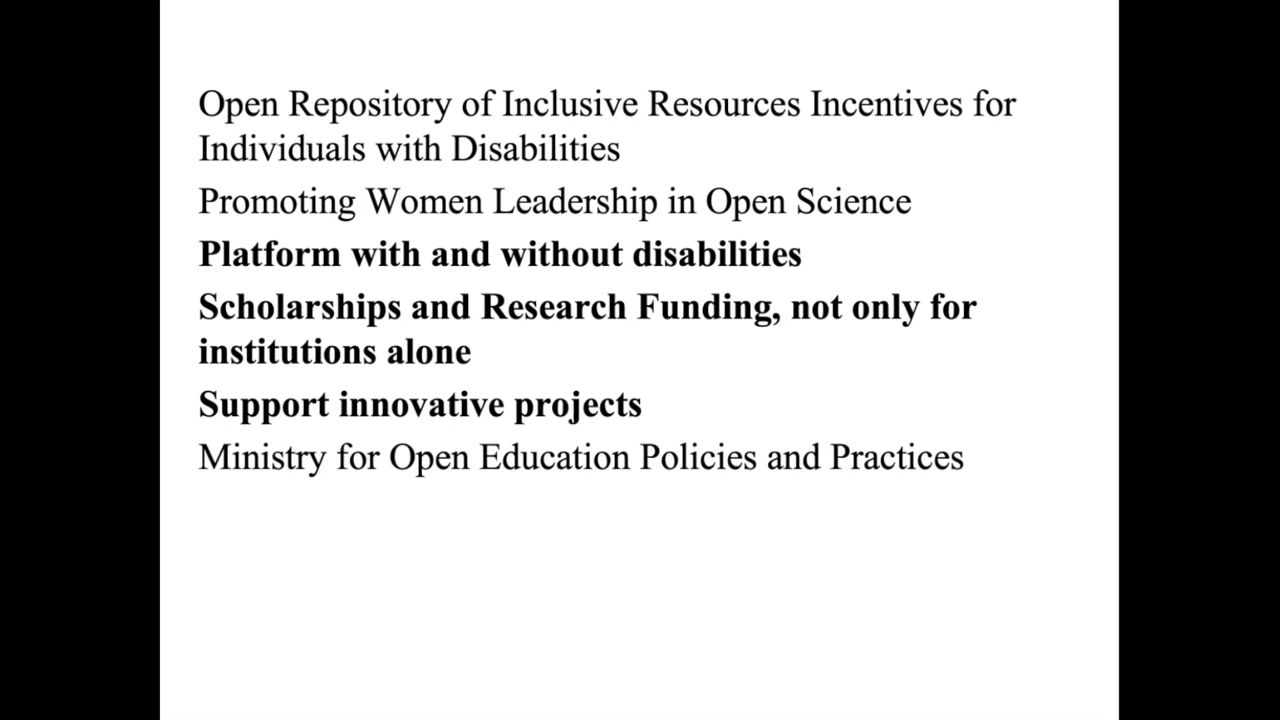 Open Repository of Inclusive Resources Incentives for
Individuals with Disabilities
Promoting Women Leadership in Open Science
Platform with and without disabilities
Scholarships and Research Funding, not only for
institutions alone
Support innovative projects
Ministry for Open Education Policies and Practices